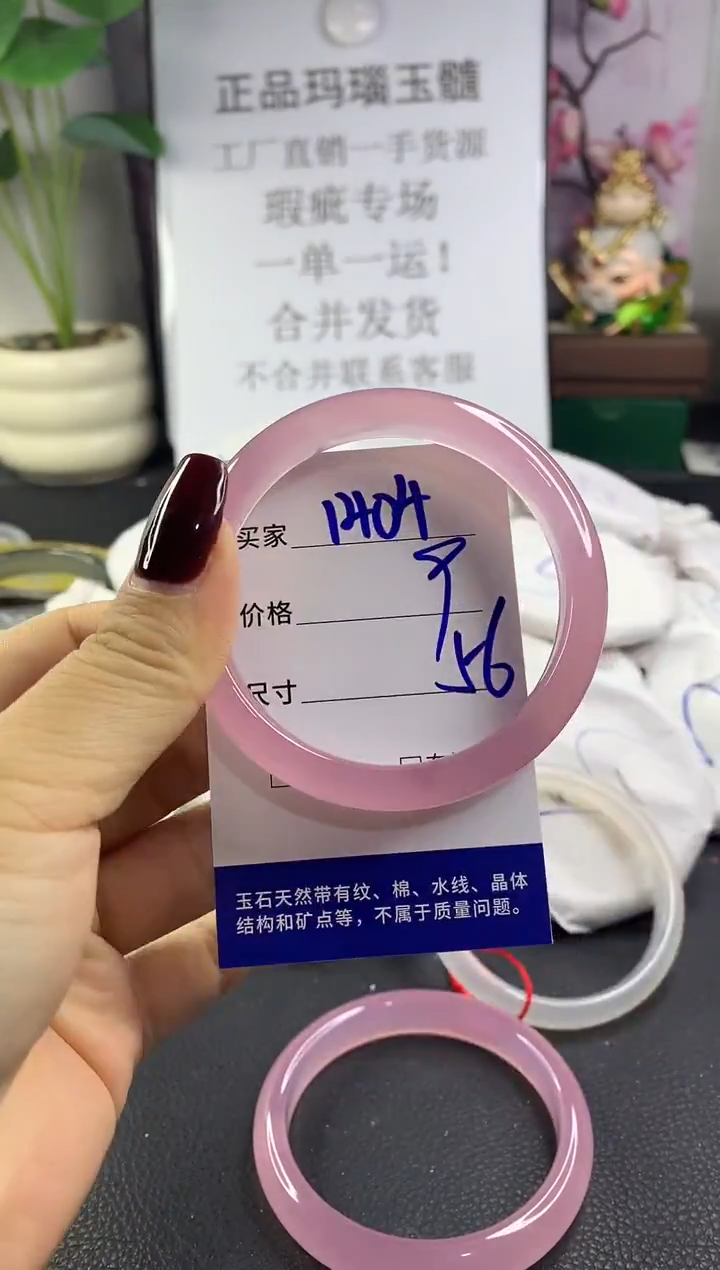 正品玛瑙玉髓
工厂直销一手货源
瑕疵专场
一单一运！
合并发货
不合并联系客服
买家 1404
价格
尺寸 56
玉石天然带有纹、棉、水线、晶体
结构和矿点等，不属于质量问题。